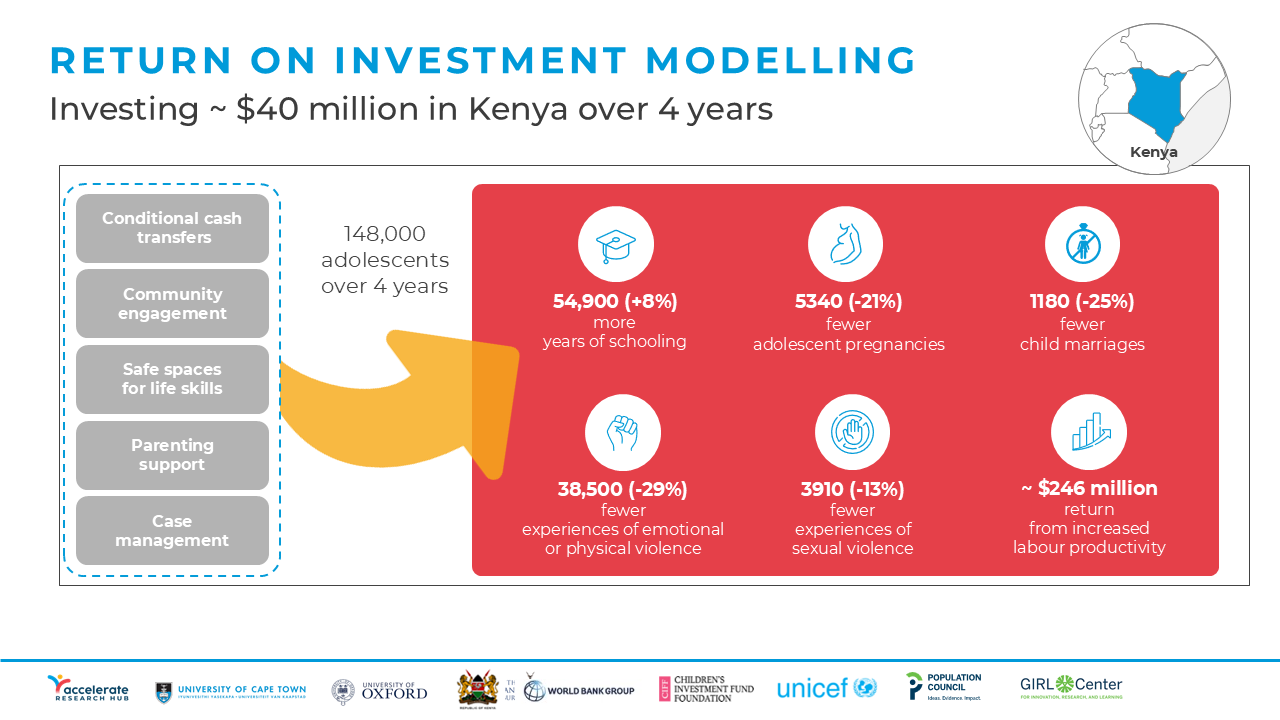 RETURN ON INVESTMENT MODELLING
Investing ~ $40 million in Kenya over 4 years
Kenya
Conditional cash
transfers
Community
engagement
Safe spaces
for life skills
Parenting
support
Case
management
148,000
adolescents
over 4 years
54,900 (+8%)
more
years of schooling
5340 (-21%)
fewer
adolescent pregnancies
1180 (-25%)
fewer
child marriages
38,500 (-29%)
fewer
experiences of emotional
or physical violence
3910 (-13%)
fewer
experiences of
sexual violence
~ $246 million
return
from increased
labour productivity
accelerate
RESEARCH HUB
UNIVERSITY OF CAPE TOWN
IYUNIVESITHI YASEKAPA • UNIVERSITEIT VAN KAAPSTAD
UNIVERSITY OF
OXFORD
REPUBLIC OF KENYA
WORLD BANK GROUP
CIFF
CHILDREN'S
INVESTMENT FUND
FOUNDATION
unicef
POPULATION
COUNCIL
Ideas. Evidence. Impact.
GIRL Center
FOR INNOVATION, RESEARCH, AND LEARNING